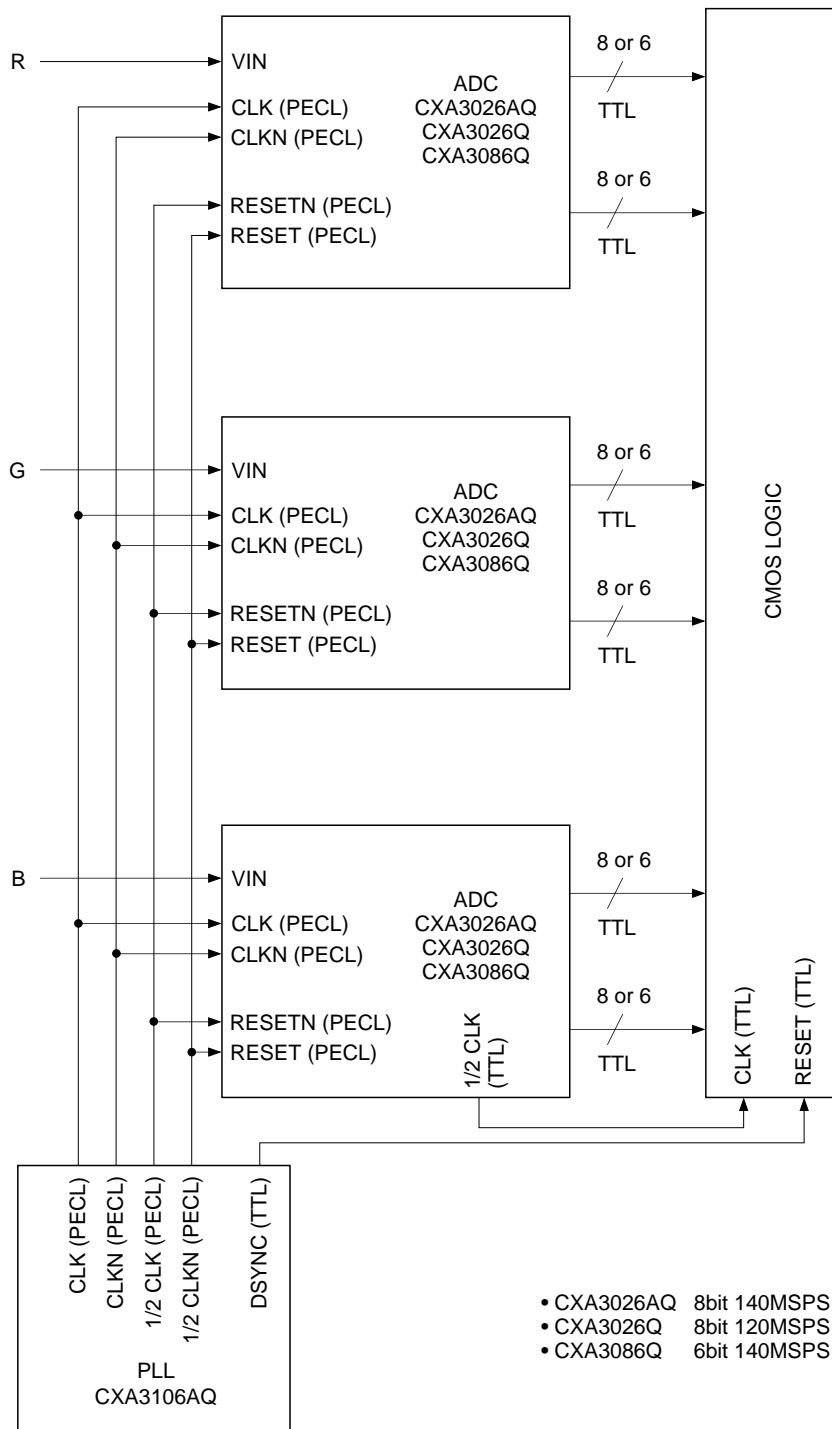 R
VIN
CLK (PECL)
CLKN (PECL)
RESETN (PECL)
RESET (PECL)
ADC
CXA3026AQ
CXA3026Q
CXA3086Q
8 or 6
TTL
8 or 6
TTL
G
VIN
CLK (PECL)
CLKN (PECL)
RESETN (PECL)
RESET (PECL)
ADC
CXA3026AQ
CXA3026Q
CXA3086Q
8 or 6
TTL
8 or 6
TTL
CMOS LOGIC
B
VIN
CLK (PECL)
CLKN (PECL)
RESETN (PECL)
RESET (PECL)
ADC
CXA3026AQ
CXA3026Q
CXA3086Q
1/2 CLK
(TTL)
8 or 6
TTL
8 or 6
TTL
CLK (TTL)
RESET (TTL)
CLK (PECL)
CLKN (PECL)
1/2 CLK (PECL)
1/2 CLKN (PECL)
DSYNC (TTL)
PLL
CXA3106AQ
• CXA3026AQ 8bit 140MSPS
• CXA3026Q 8bit 120MSPS
• CXA3086Q 6bit 140MSPS